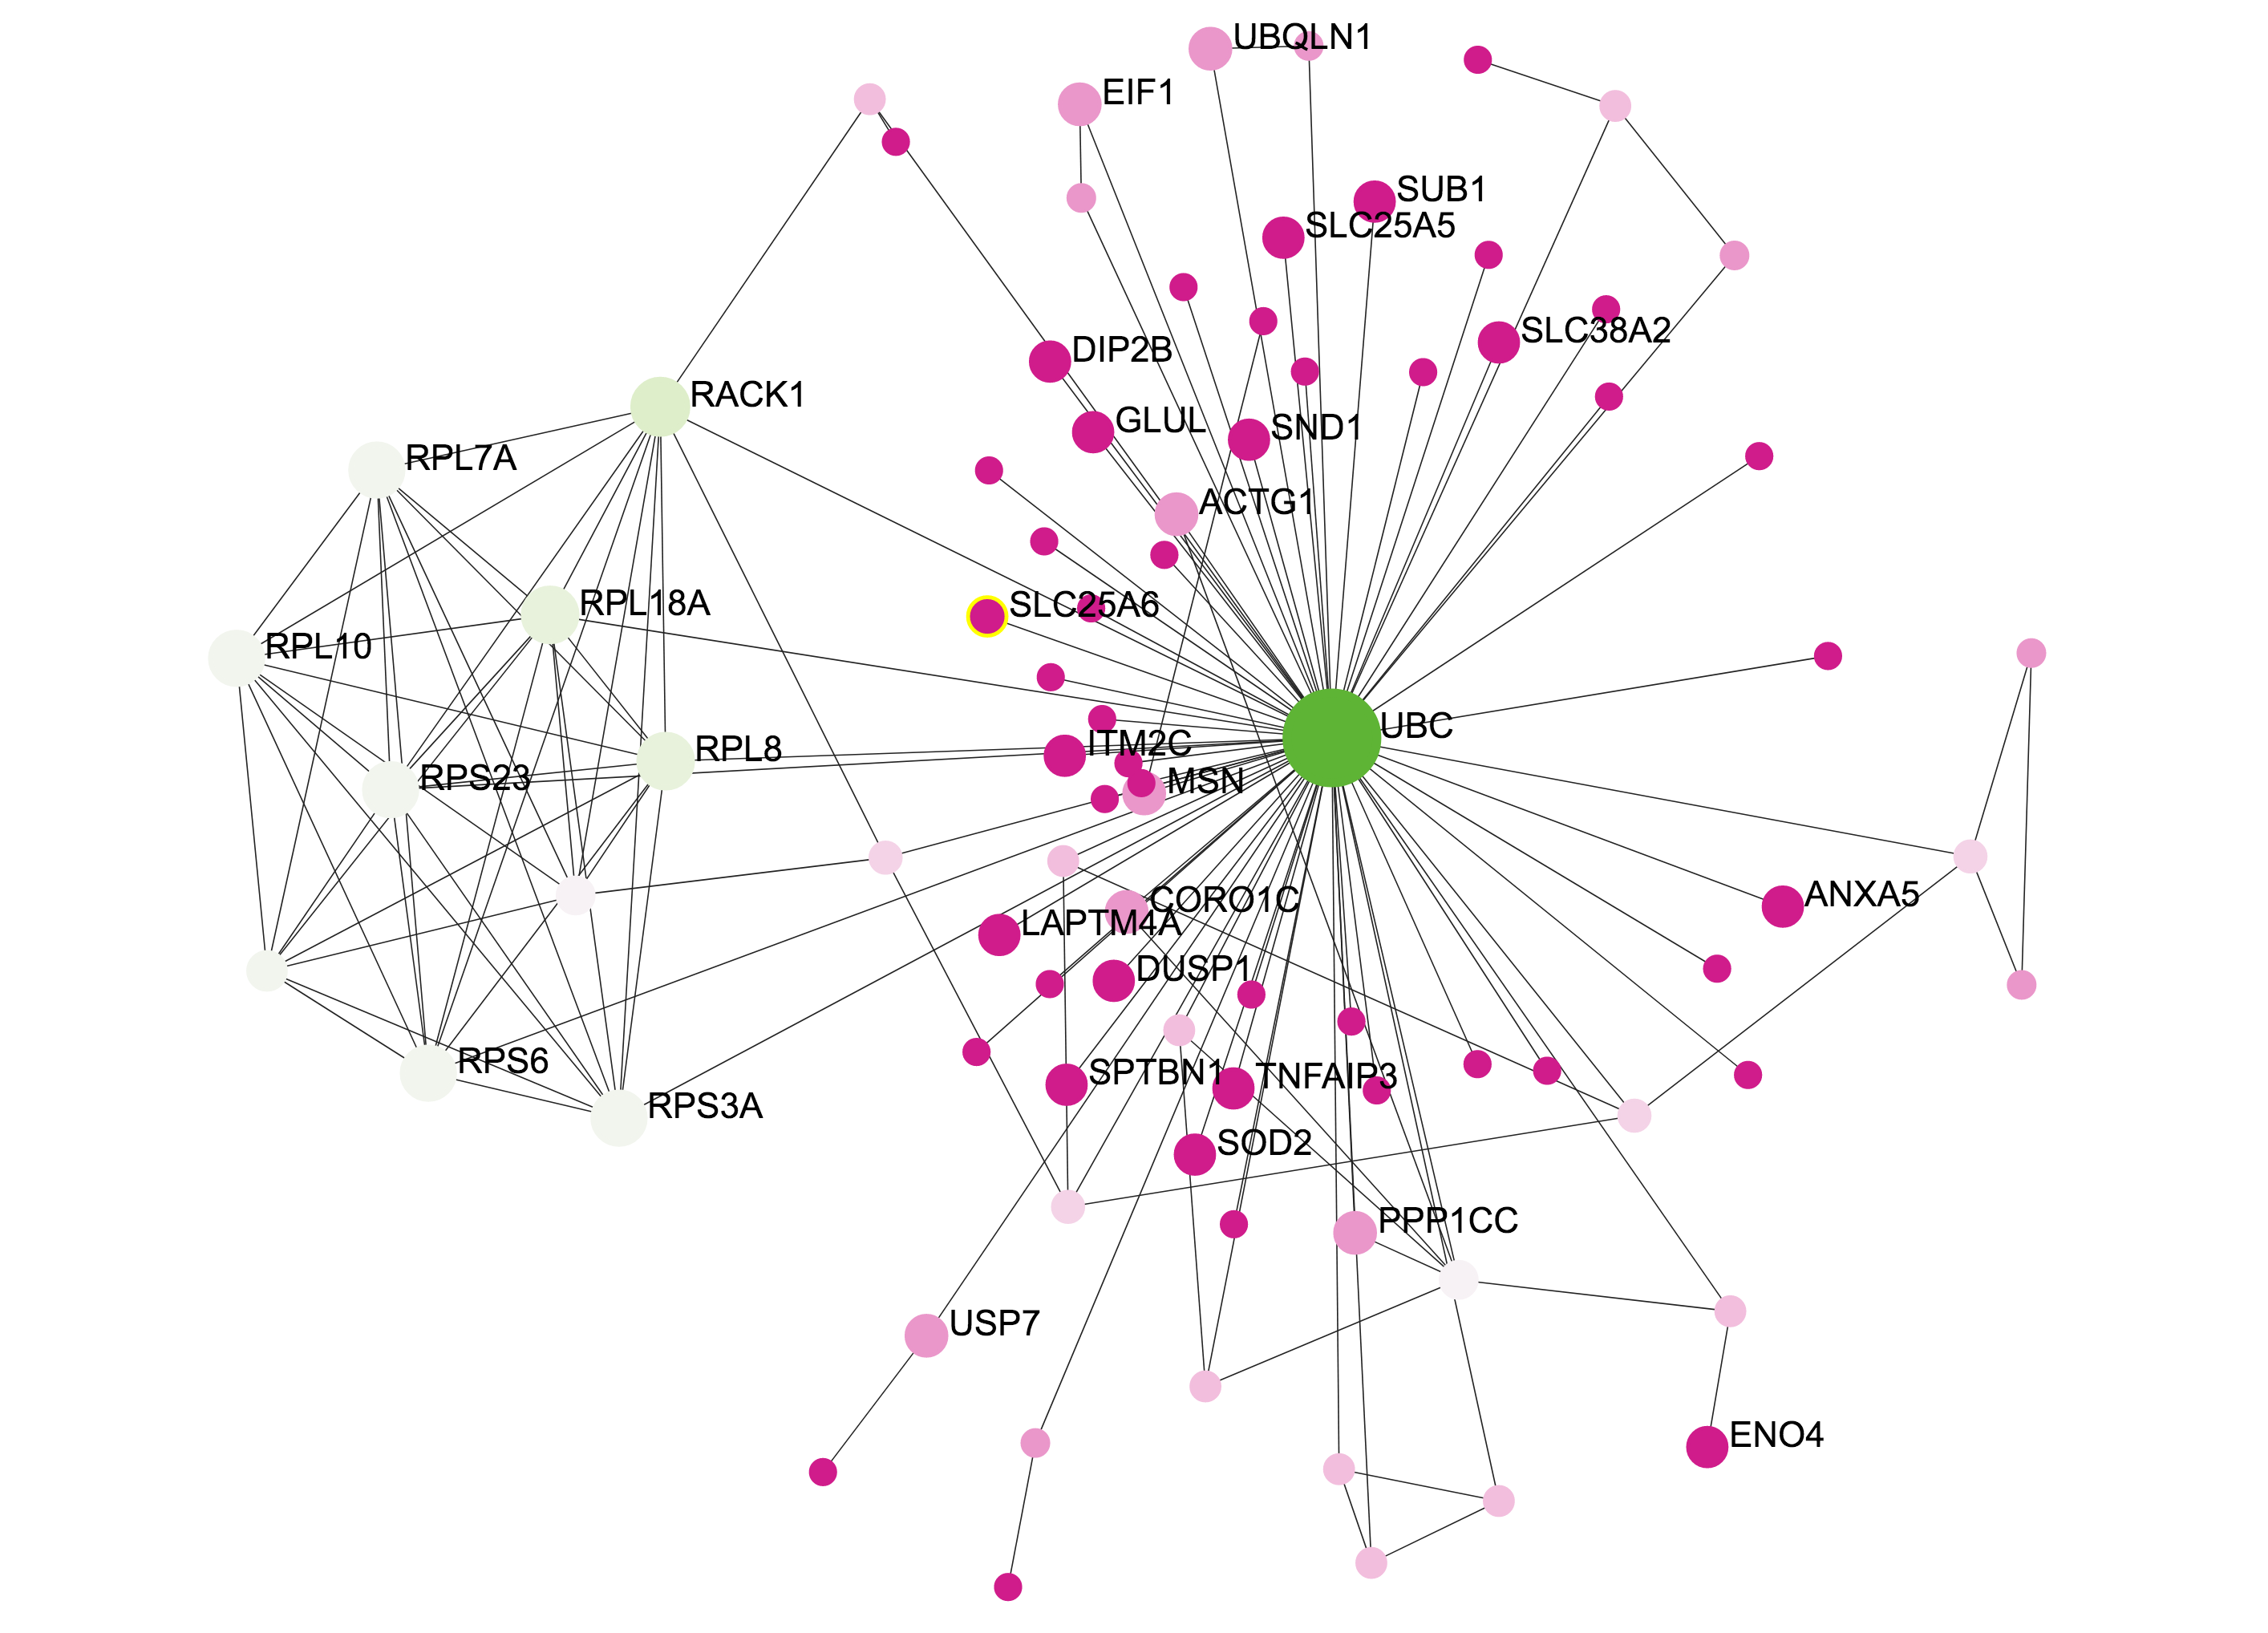 UBQLN1
EIF1
SUB1
SLC25A5
SLC38A2
DIP2B
RACK1
GLUL
SND1
RPL7A
ACTG1
RPL18A
SLC25A6
RPL10
UBC
RPL8
ITM2C
RPS23
MSN
ANXA5
CORO1C
LAPTM4A
DUSP1
RPS6
SPTBN1
TNFAIP3
RPS3A
SOD2
PPP1CC
USP7
ENO4